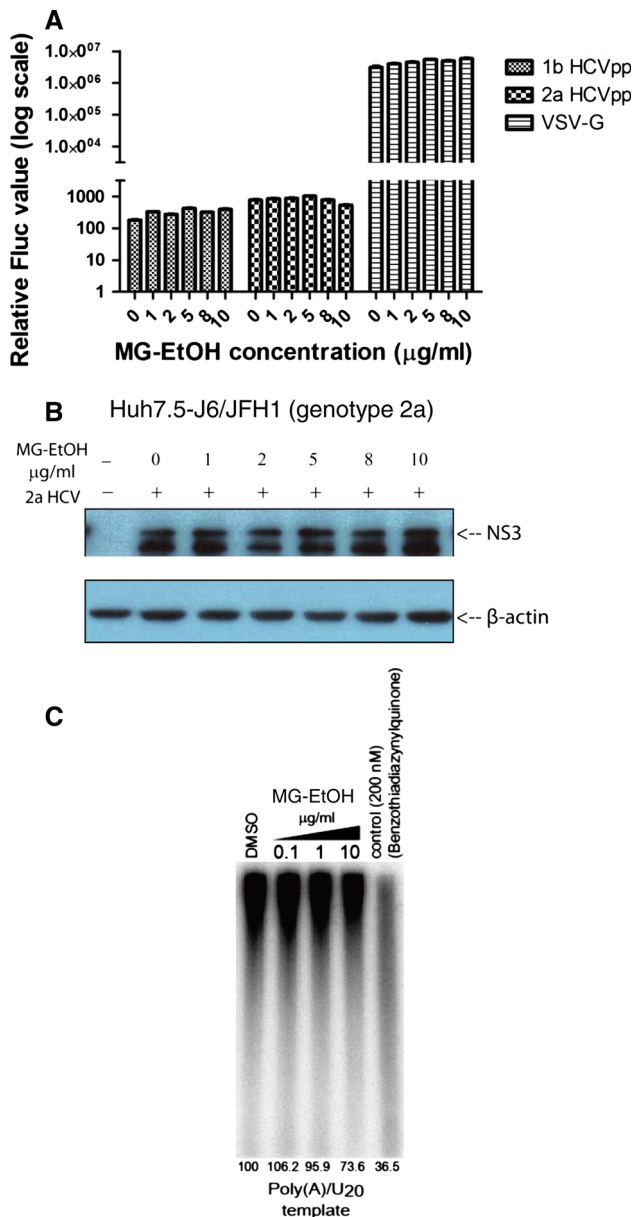 A
Relative Fluc value (log scale)
1.0×10⁰⁷
1.0×10⁰⁶
1.0×10⁰⁵
1.0×10⁰⁴
1000
100
10
1
0 1 2 5 8 10 0 1 2 5 8 10 0 1 2 5 8 10
MG-EtOH concentration (µg/ml)
1b HCVpp
2a HCVpp
VSV-G
B
Huh7.5-J6/JFH1 (genotype 2a)
MG-EtOH
µg/ml
– 0 1 2 5 8 10
2a HCV – + + + + + +
<-- NS3
<-- β-actin
C
DMSO
MG-EtOH
µg/ml
0.1 1 10
control (200 nM)
(Benzothiadiazynylquinone)
100 106.2 95.9 73.6 36.5
Poly(A)/U20
template